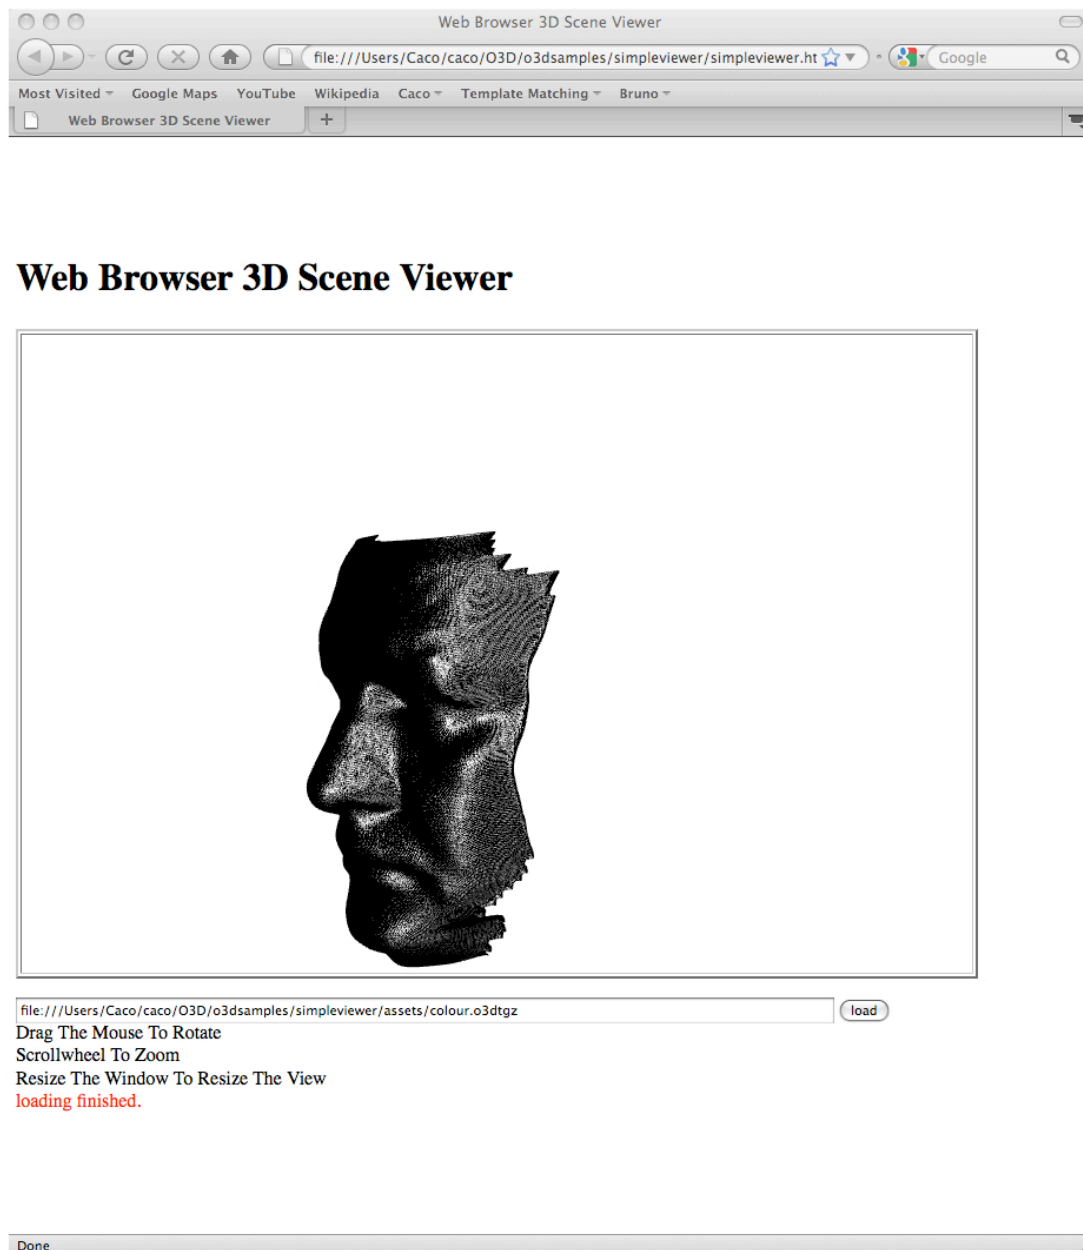 Web Browser 3D Scene Viewer
file:///Users/Caco/caco/O3D/o3dsamples/simpleviewer/simpleviewer.ht
Google
Most Visited Google Maps YouTube Wikipedia Caco Template Matching Bruno
Web Browser 3D Scene Viewer +
Web Browser 3D Scene Viewer
file:///Users/Caco/caco/O3D/o3dsamples/simpleviewer/assets/colour.o3dtgz
load
Drag The Mouse To Rotate
Scrollwheel To Zoom
Resize The Window To Resize The View
loading finished.
Done